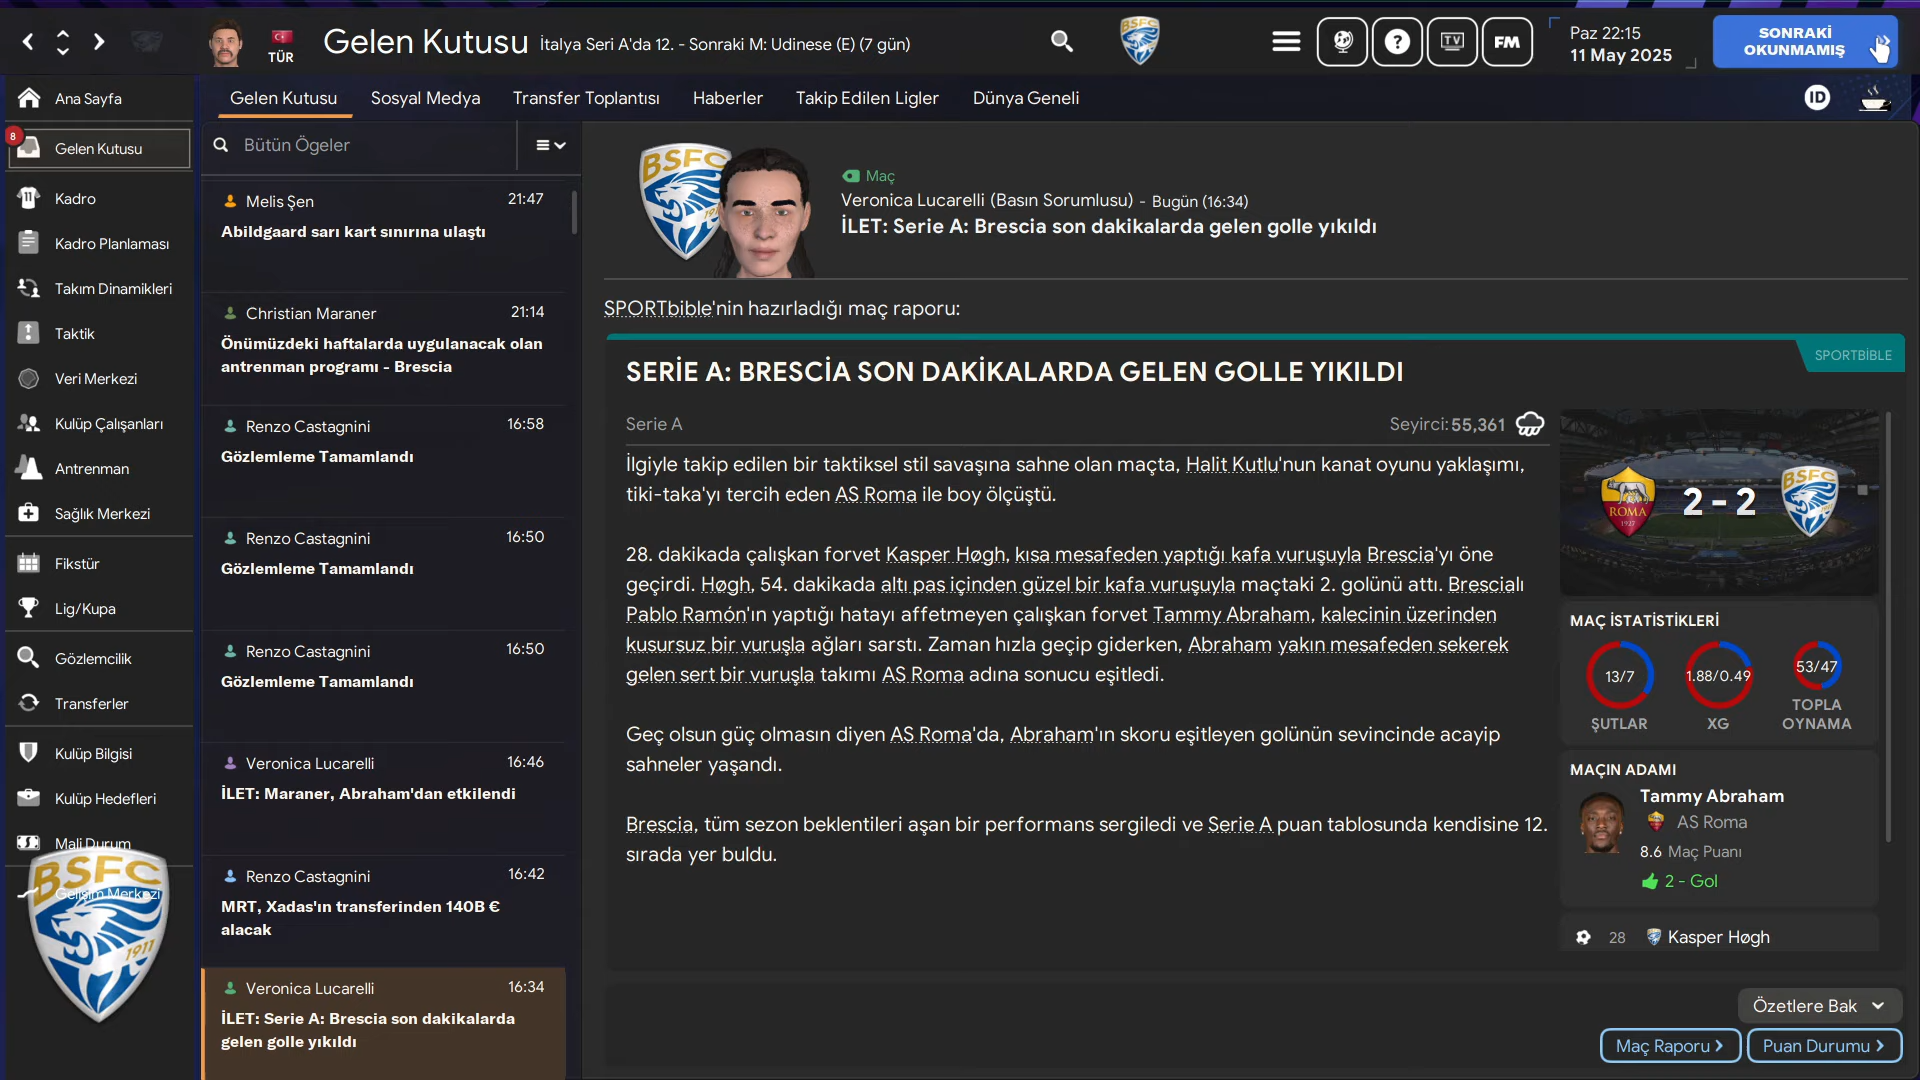 TÜR
Gelen Kutusu
İtalya Seri A'da 12. - Sonraki M: Udinese (E) (7 gün)
BSFC
?
TV
FM
Paz 22:15
11 May 2025
SONRAKİ
OKUNMAMIŞ
Ana Sayfa
8
Gelen Kutusu
Kadro
Kadro Planlaması
Takım Dinamikleri
Taktik
Veri Merkezi
Kulüp Çalışanları
Antrenman
Sağlık Merkezi
Fikstür
Lig/Kupa
Gözlemcilik
Transferler
Kulüp Bilgisi
Kulüp Hedefleri
Mali Durum
Gelişim Merkezi
BSFC
1911
Gelen Kutusu
Sosyal Medya
Transfer Toplantısı
Haberler
Takip Edilen Ligler
Dünya Geneli
ID
Bütün Ögeler
Melis Şen
21:47
Abildgaard sarı kart sınırına ulaştı
Christian Maraner
21:14
Önümüzdeki haftalarda uygulanacak olan
antrenman programı - Brescia
Renzo Castagnini
16:58
Gözlemleme Tamamlandı
Renzo Castagnini
16:50
Gözlemleme Tamamlandı
Renzo Castagnini
16:50
Gözlemleme Tamamlandı
Veronica Lucarelli
16:46
İLET: Maraner, Abraham'dan etkilendi
Renzo Castagnini
16:42
MRT, Xadas'ın transferinden 140B €
alacak
Veronica Lucarelli
16:34
İLET: Serie A: Brescia son dakikalarda
gelen golle yıkıldı
BSFC
Maç
Veronica Lucarelli (Basın Sorumlusu) - Bugün (16:34)
İLET: Serie A: Brescia son dakikalarda gelen golle yıkıldı
SPORTbible'nin hazırladığı maç raporu:
SPORTBİBLE
SERİE A: BRESCİA SON DAKİKALARDA GELEN GOLLE YIKILDI
Serie A
Seyirci: 55,361
İlgiyle takip edilen bir taktiksel stil savaşına sahne olan maçta, Halit Kutlu'nun kanat oyunu yaklaşımı,
tiki-taka'yı tercih eden AS Roma ile boy ölçüştü.
28. dakikada çalışkan forvet Kasper Høgh, kısa mesafeden yaptığı kafa vuruşuyla Brescia'yı öne
geçirdi. Høgh, 54. dakikada altı pas içinden güzel bir kafa vuruşuyla maçtaki 2. golünü attı. Brescialı
Pablo Ramón'ın yaptığı hatayı affetmeyen çalışkan forvet Tammy Abraham, kalecinin üzerinden
kusursuz bir vuruşla ağları sarstı. Zaman hızla geçip giderken, Abraham yakın mesafeden sekerek
gelen sert bir vuruşla takımı AS Roma adına sonucu eşitledi.
Geç olsun güç olmasın diyen AS Roma'da, Abraham'ın skoru eşitleyen golünün sevincinde acayip
sahneler yaşandı.
Brescia, tüm sezon beklentileri aşan bir performans sergiledi ve Serie A puan tablosunda kendisine 12.
sırada yer buldu.
ROMA
1927
2 - 2
BSFC
MAÇ İSTATİSTİKLERİ
13/7
ŞUTLAR
1.88/0.49
XG
53/47
TOPLA
OYNAMA
MAÇIN ADAMI
Tammy Abraham
AS Roma
8.6 Maç Puanı
2 - Gol
28
Kasper Høgh
Özetlere Bak
Maç Raporu
Puan Durumu